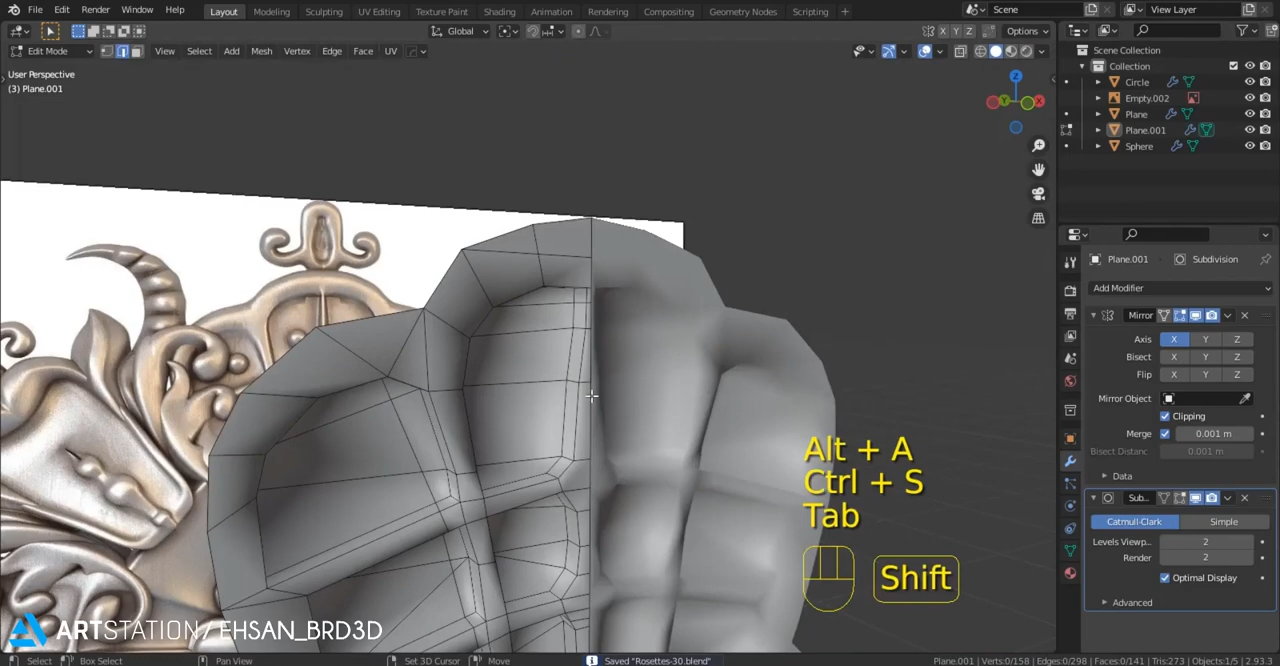 File Edit Render Window Help Layout Modeling Sculpting UV Editing Texture Paint Shading Animation Rendering Compositing Geometry Nodes Scripting + Scene View Layer
Global Options
Edit Mode View Select Add Mesh Vertex Edge Face UV X Y Z
User Perspective
(3) Plane.001
Z
Y X
Scene Collection
Collection
Circle
Empty.002
Plane
Plane.001
Sphere
Plane.001 Subdivision
Add Modifier
Mirror
Axis X Y Z
Bisect X Y Z
Flip X Y Z
Mirror Object
Clipping
Merge 0.001 m
Bisect Distance 0.001 m
Data
Sub...
Catmull-Clark Simple
Levels Viewp... 2
Render 2
Optimal Display
Advanced
Alt + A
Ctrl + S
Tab
Shift
ARTSTATION/EHSAN_BRD3D
Select Box Select Pan View Set 3D Cursor Move Saved "Rosettes-30.blend" Plane.001 | Verts:0/158 | Edges:0/298 | Faces:0/141 | Tris:273 | Objects:1/5 | 2.93.3